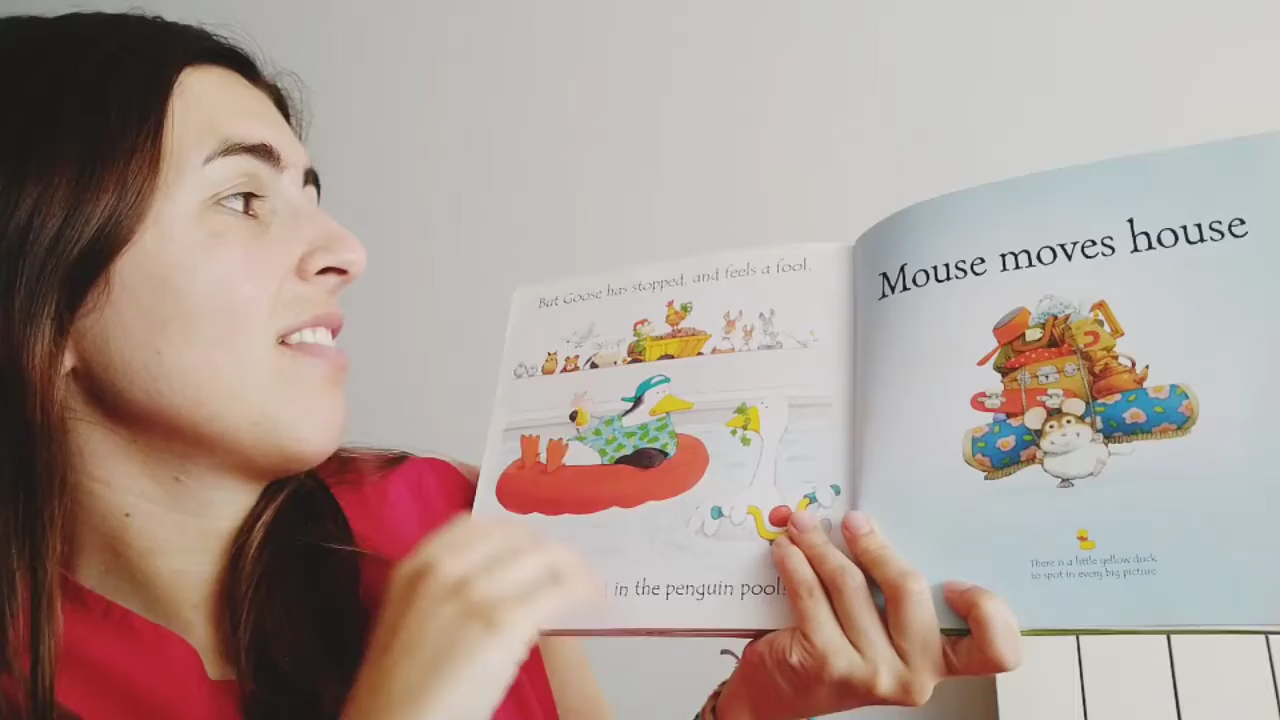 But Goose has stopped, and feels a fool.
in the penguin pool!
Mouse moves house
There is a little yellow duck
to spot in every big picture